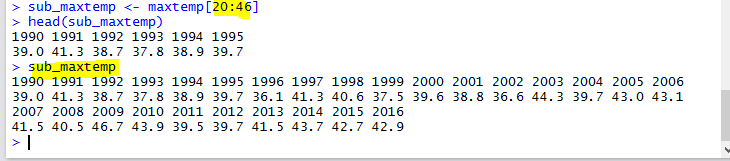 > sub_maxtemp <- maxtemp[20:46]
> head(sub_maxtemp)
1990 1991 1992 1993 1994 1995
39.0 41.3 38.7 37.8 38.9 39.7
> sub_maxtemp
1990 1991 1992 1993 1994 1995 1996 1997 1998 1999 2000 2001 2002 2003 2004 2005 2006
39.0 41.3 38.7 37.8 38.9 39.7 36.1 41.3 40.6 37.5 39.6 38.8 36.6 44.3 39.7 43.0 43.1
2007 2008 2009 2010 2011 2012 2013 2014 2015 2016
41.5 40.5 46.7 43.9 39.5 39.7 41.5 43.7 42.7 42.9
>